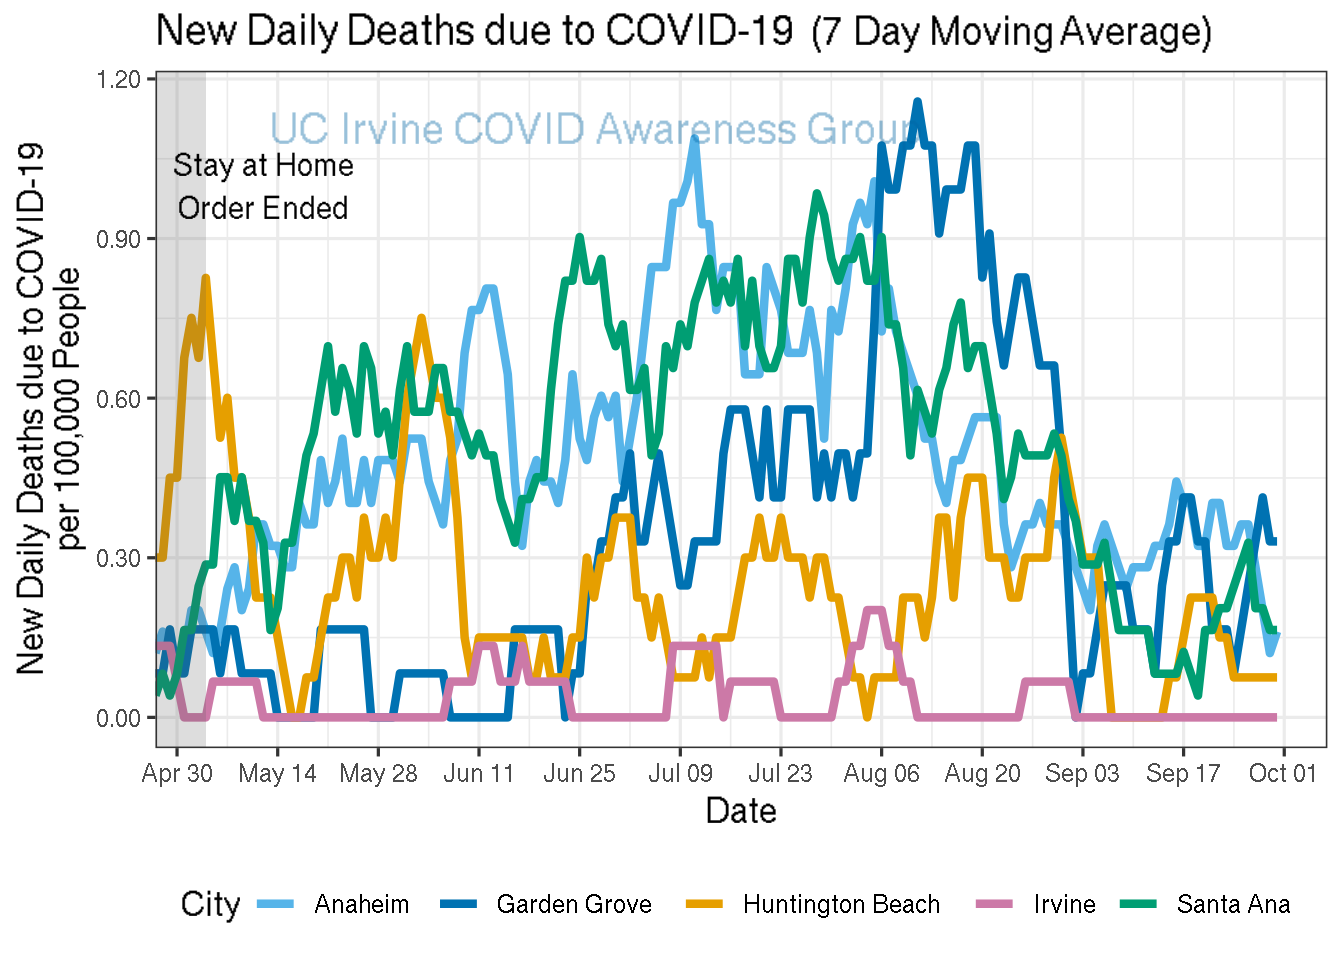 New Daily Deaths due to COVID-19 (7 Day Moving Average)
UC Irvine COVID Awareness Group
Stay at Home
Order Ended
New Daily Deaths due to COVID-19
per 100,000 People
1.20
0.90
0.60
0.30
0.00
Apr 30 May 14 May 28 Jun 11 Jun 25 Jul 09 Jul 23 Aug 06 Aug 20 Sep 03 Sep 17 Oct 01
Date
City Anaheim Garden Grove Huntington Beach Irvine Santa Ana